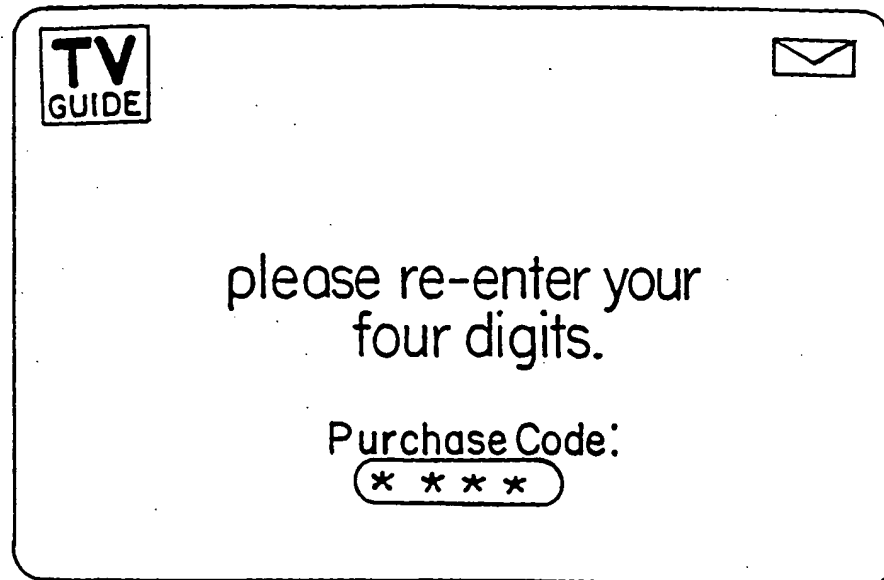 TV
GUIDE
please re-enter your
four digits.
Purchase Code:
* * * *